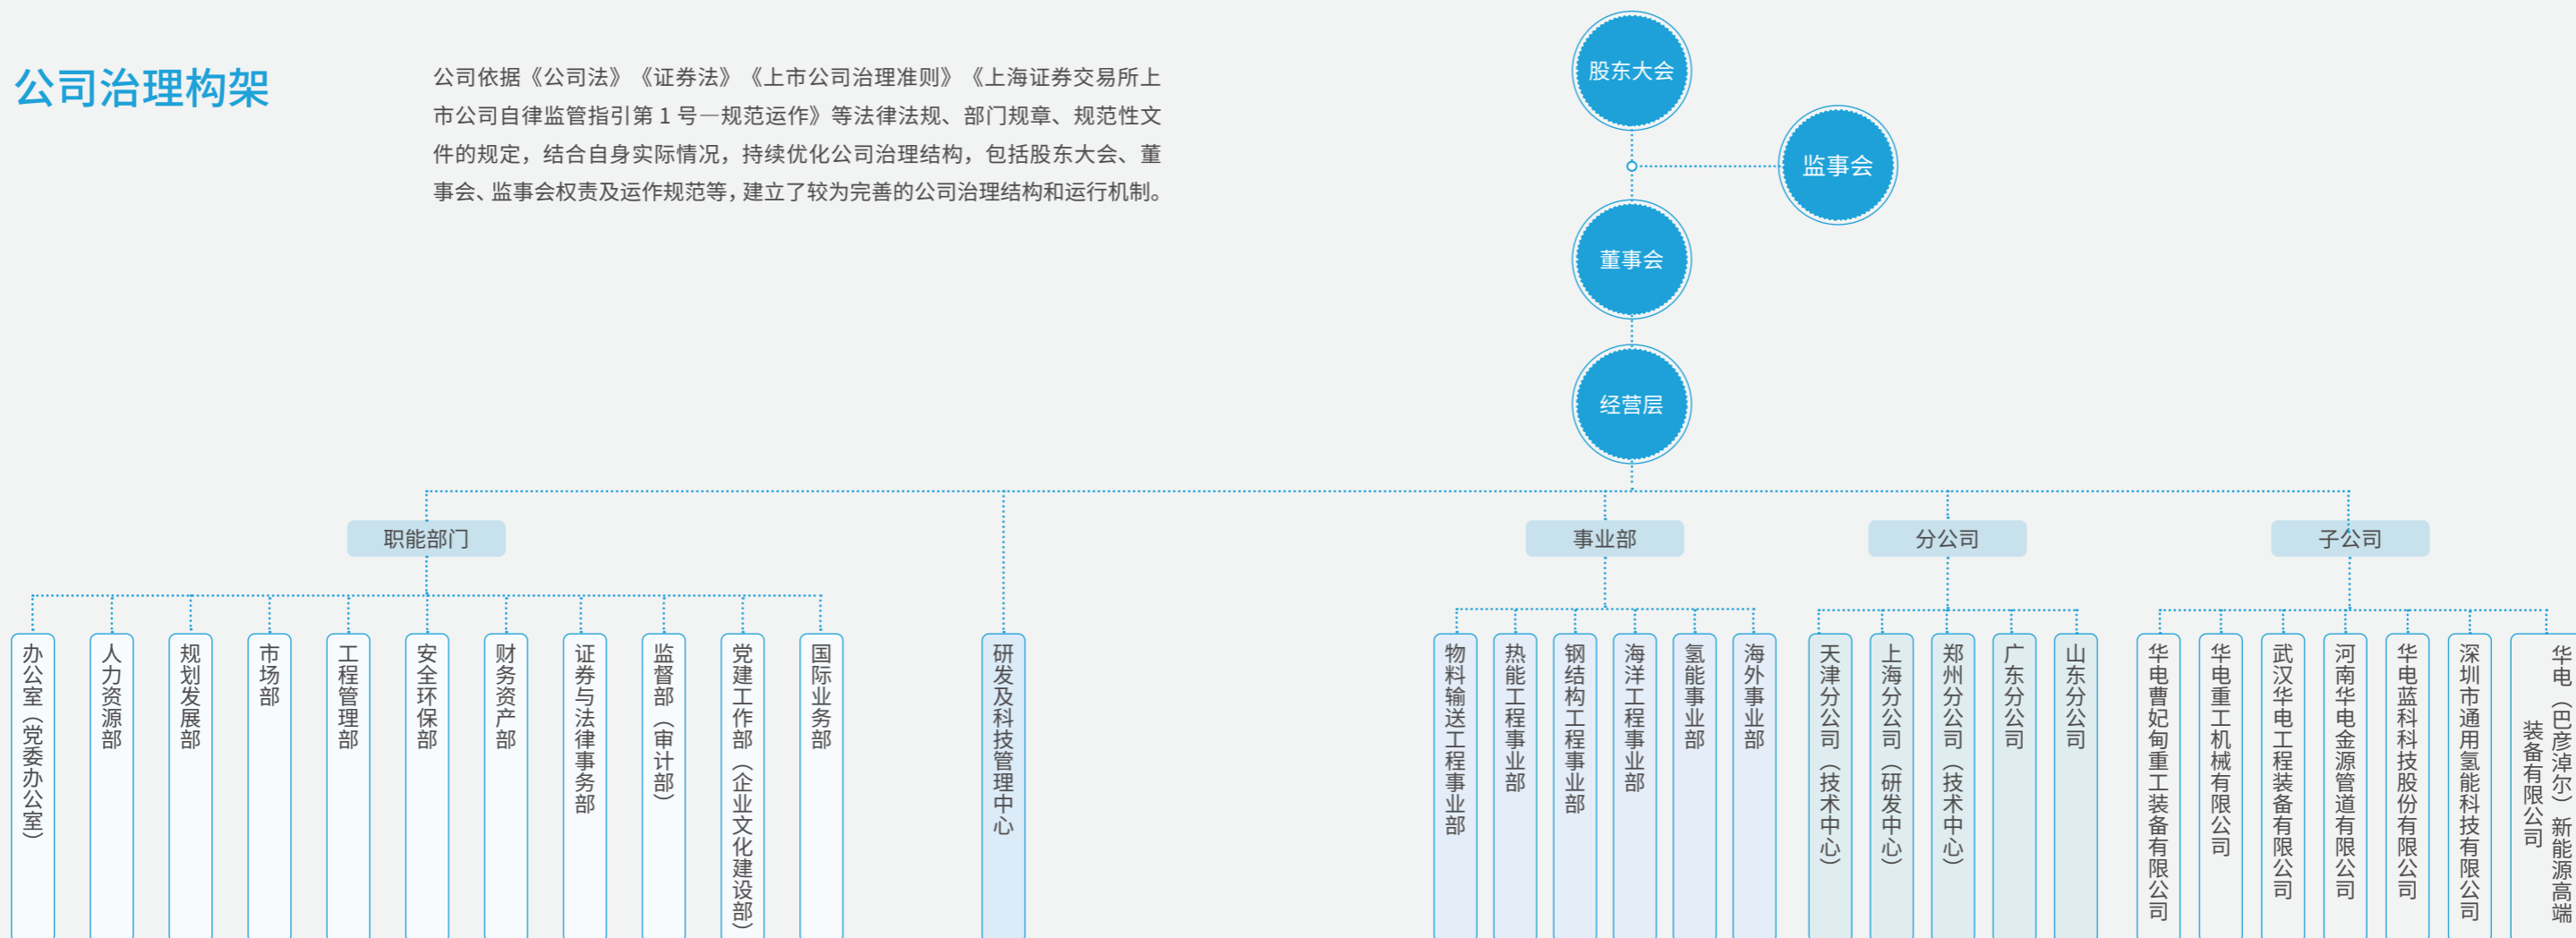 公司治理构架
公司依据《公司法》《证券法》《上市公司治理准则》《上海证券交易所上
市公司自律监管指引第 1 号—规范运作》等法律法规、部门规章、规范性文
件的规定，结合自身实际情况，持续优化公司治理结构，包括股东大会、董
事会、监事会权责及运作规范等，建立了较为完善的公司治理结构和运行机制。
股东大会
监事会
董事会
经营层
职能部门
事业部
分公司
子公司
办公室（党委办公室）
人力资源部
规划发展部
市场部
工程管理部
安全环保部
财务资产部
证券与法律事务部
监督部（审计部）
党建工作部（企业文化建设部）
国际业务部
研发及科技管理中心
物料输送工程事业部
热能工程事业部
钢结构工程事业部
海洋工程事业部
氢能事业部
海外事业部
天津分公司（技术中心）
上海分公司（研发中心）
郑州分公司（技术中心）
广东分公司
山东分公司
华电曹妃甸重工装备有限公司
华电重工机械有限公司
武汉华电工程装备有限公司
河南华电金源管道有限公司
华电蓝科科技股份有限公司
深圳市通用氢能科技有限公司
华电（巴彦淖尔）新能源高端
装备有限公司